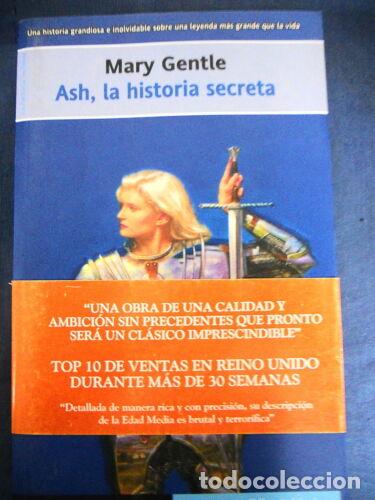 Una historia grandiosa e inolvidable sobre una leyenda más grande que la vida
Mary Gentle
Ash, la historia secreta
“UNA OBRA DE UNA CALIDAD Y
AMBICIÓN SIN PRECEDENTES QUE PRONTO
SERÁ UN CLÁSICO IMPRESCINDIBLE”
TOP 10 DE VENTAS EN REINO UNIDO
DURANTE MÁS DE 30 SEMANAS
“Detallada de manera rica y con precisión, su descripción
de la Edad Media es brutal y terrorífica”
todocoleccion.net